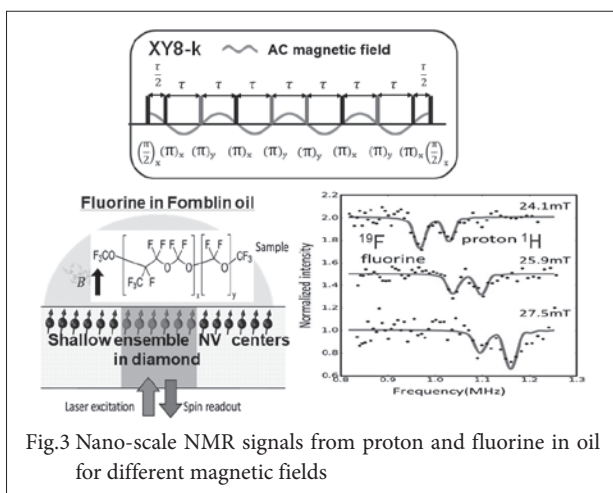 XY8-k
AC magnetic field
τ/2 τ τ τ τ τ τ τ τ/2
(π/2)x (π)x (π)y (π)x (π)y (π)y (π)x (π)y (π)x (π/2)x
Fluorine in Fomblin oil
F₂CO F F F F F F CF₃ Sample
F₃C F O O x O y
B
Shallow ensemble NV centers
in diamond
Laser excitation
Spin readout
24.1mT
¹⁹F proton ¹H
fluorine
25.9mT
27.5mT
Normalized intensity
2.2
2.0
1.8
1.6
1.4
1.2
1.0
0.8
0.6
0.8 0.9 1.0 1.1 1.2 1.3
Frequency(MHz)
Fig.3 Nano-scale NMR signals from proton and fluorine in oil
for different magnetic fields